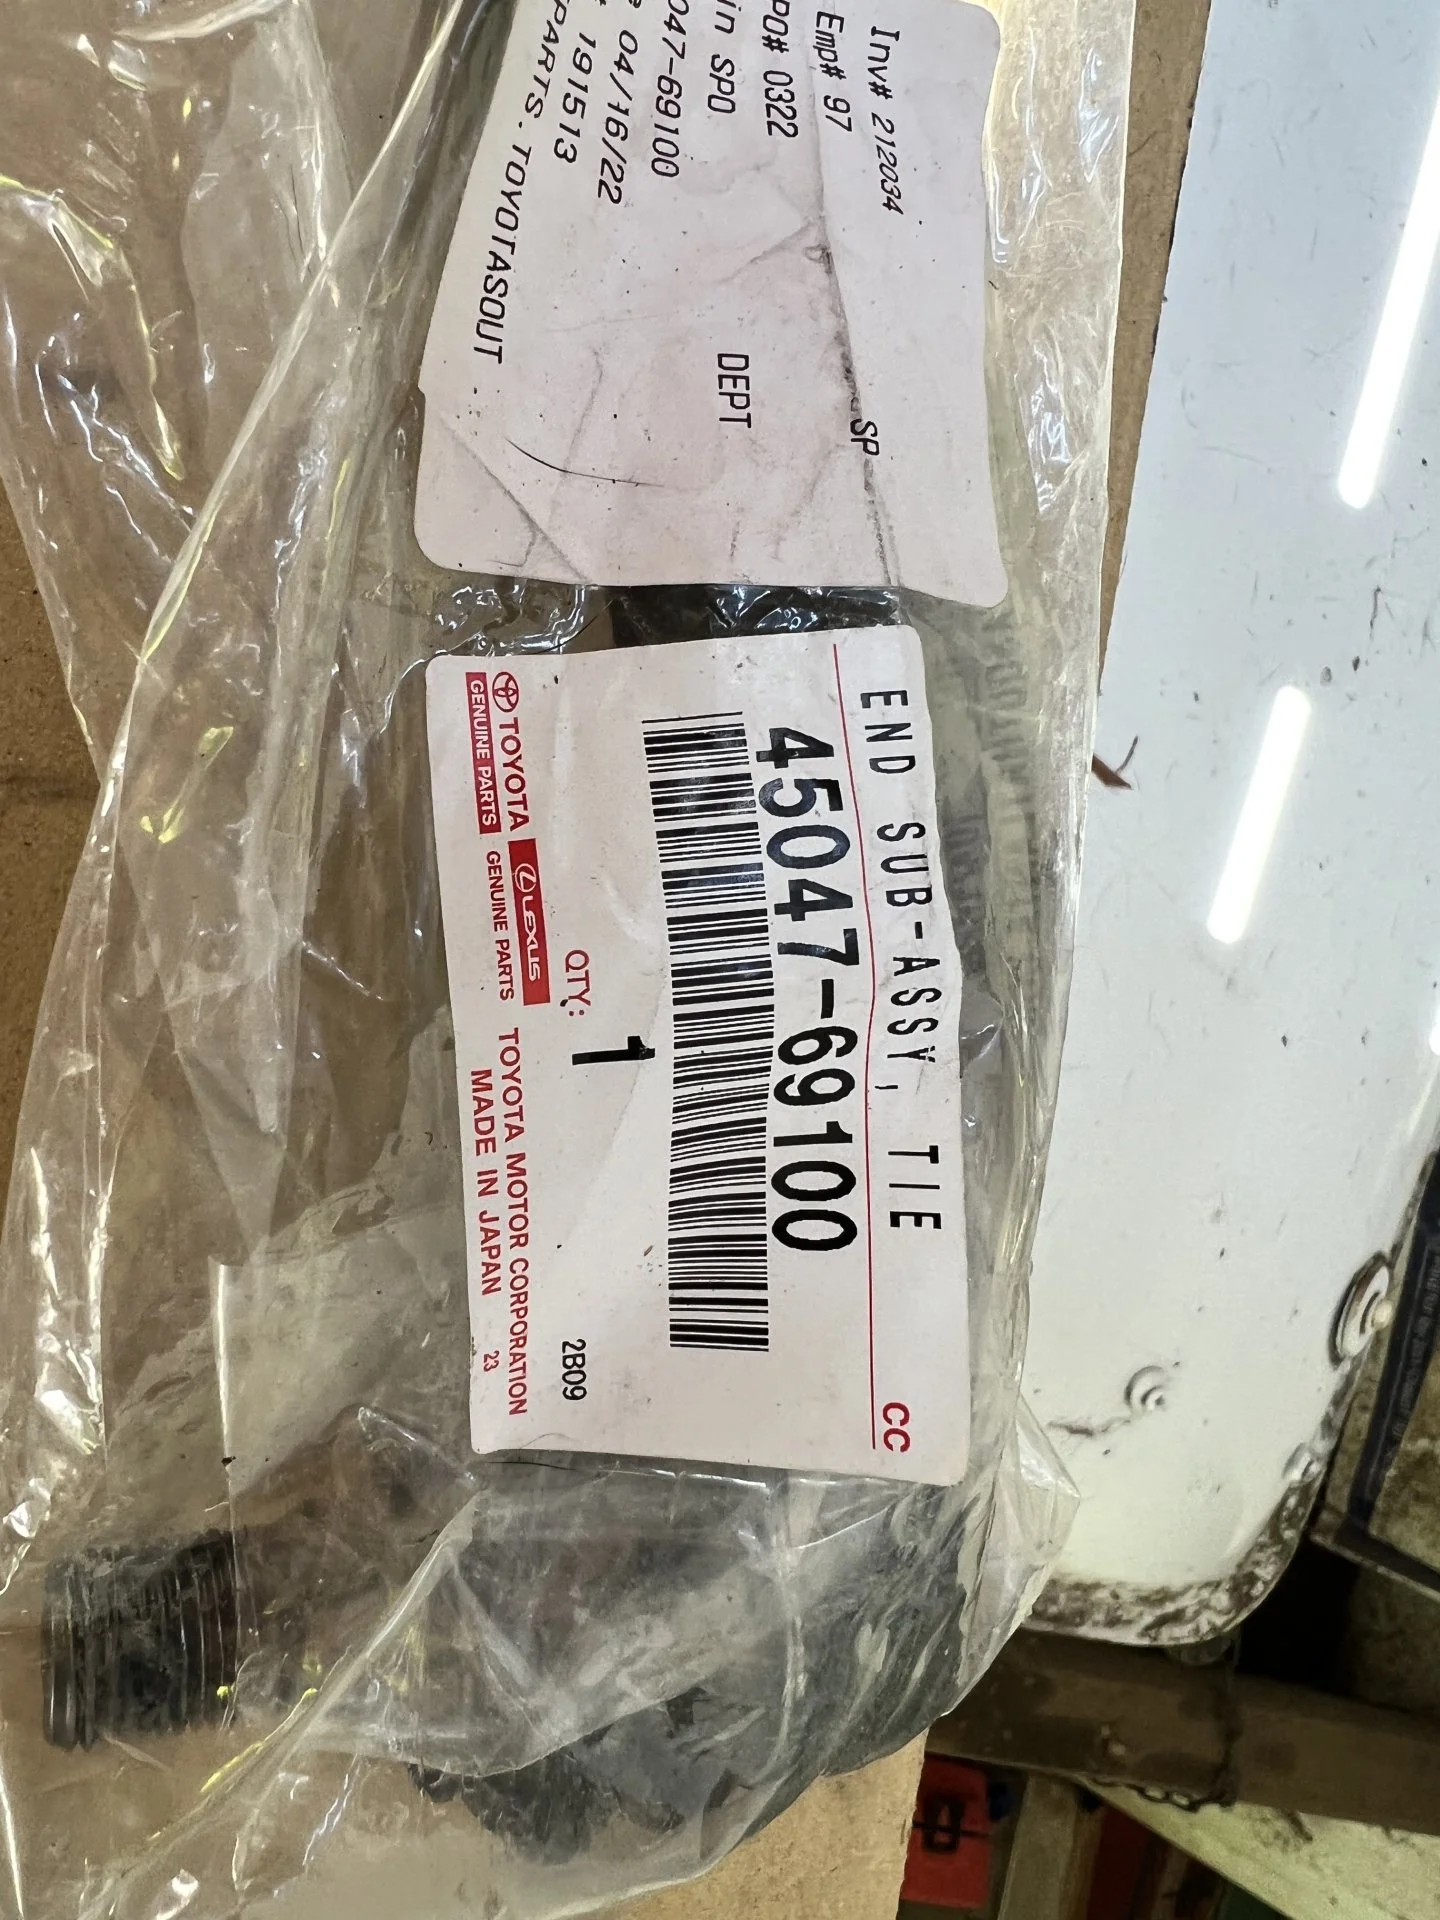 Inv# 212034
Emp# 97 SP
PO# 0322
in SPO DEPT
047-69100
04/16/22
191513
PARTS. TOYOTASOUT
END SUB-ASSY, TIE CC
45047-69100
QTY: 1 2B09
TOYOTA LEXUS TOYOTA MOTOR CORPORATION
GENUINE PARTS GENUINE PARTS MADE IN JAPAN 23